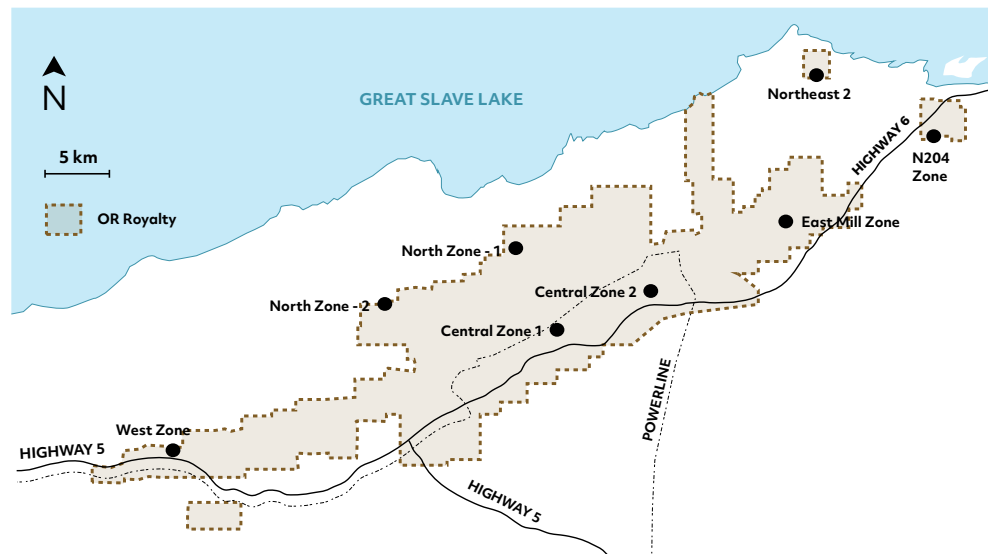 N
GREAT SLAVE LAKE
5 km
OR Royalty
Northeast 2
HIGHWAY 6
N204
Zone
East Mill Zone
North Zone - 1
Central Zone 2
North Zone - 2
Central Zone 1
POWERLINE
West Zone
HIGHWAY 5
HIGHWAY 5